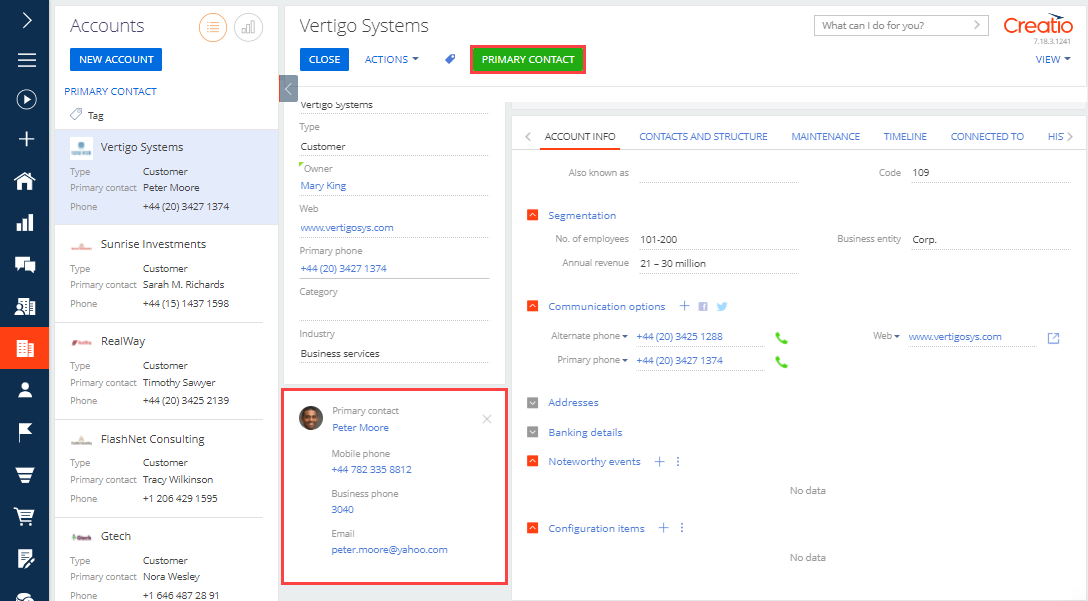 Accounts
NEW ACCOUNT
PRIMARY CONTACT
Tag
Vertigo Systems
Type Customer
Primary contact Peter Moore
Phone +44 (20) 3427 1374
Sunrise Investments
Type Customer
Primary contact Sarah M. Richards
Phone +44 (15) 1437 1598
RealWay
Type Customer
Primary contact Timothy Sawyer
Phone +44 (20) 3425 2139
FlashNet Consulting
Type Customer
Primary contact Tracy Wilkinson
Phone +1 206 429 1595
Gtech
Type Customer
Primary contact Nora Wesley
Phone +1 646 487 28 91
Vertigo Systems
What can I do for you?
Creatio
7.18.3.1241
CLOSE ACTIONS PRIMARY CONTACT VIEW
Vertigo Systems
Type
Customer
Owner
Mary King
Web
www.vertigosys.com
Primary phone
+44 (20) 3427 1374
Category
Industry
Business services
Primary contact
Peter Moore
Mobile phone
+44 782 335 8812
Business phone
3040
Email
peter.moore@yahoo.com
ACCOUNT INFO CONTACTS AND STRUCTURE MAINTENANCE TIMELINE CONNECTED TO HIS
Also known as Code 109
Segmentation
No. of employees 101-200 Business entity Corp.
Annual revenue 21 – 30 million
Communication options
Alternate phone +44 (20) 3425 1288 Web www.vertigosys.com
Primary phone +44 (20) 3427 1374
Addresses
Banking details
Noteworthy events
No data
Configuration items
No data